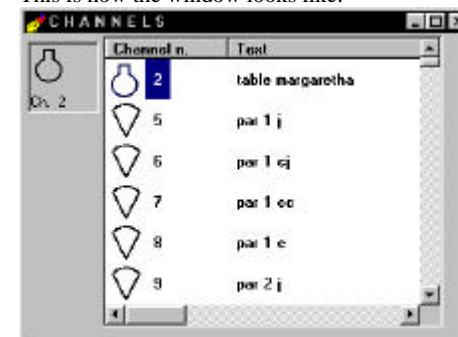 This is how the window looks like:
CHANNELS
Channel n. Text
Ch. 2
2 table margaretha
5 par 1 j
6 par 1 cj
7 par 1 cc
8 par 1 c
9 par 2 j